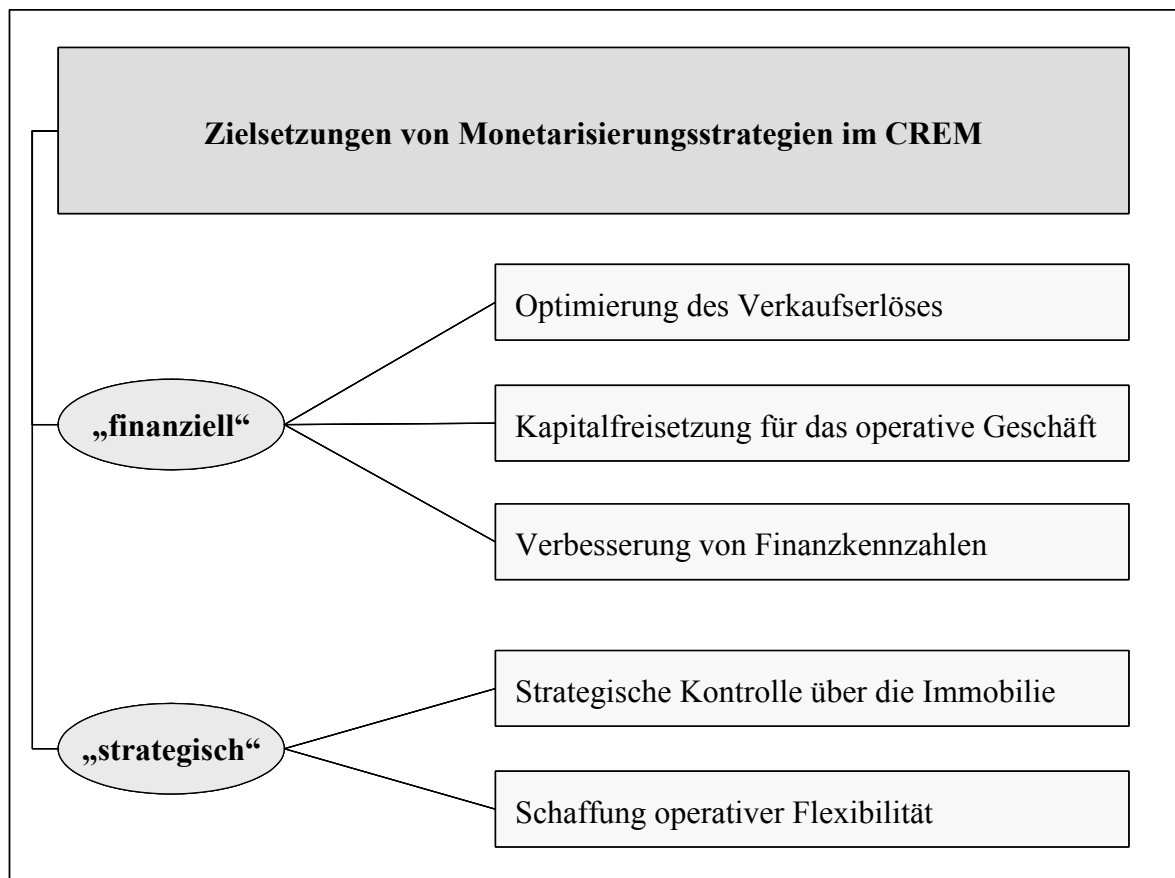 Zielsetzungen von Monetarisierungsstrategien im CREM
Optimierung des Verkaufserlöses
„finanziell“
Kapitalfreisetzung für das operative Geschäft
Verbesserung von Finanzkennzahlen
Strategische Kontrolle über die Immobilie
„strategisch“
Schaffung operativer Flexibilität